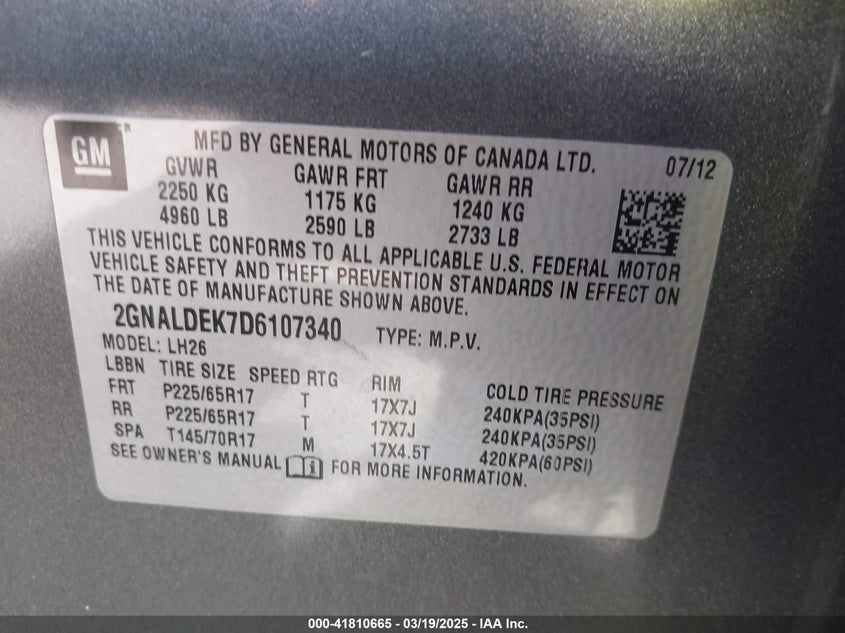 GM
MFD BY GENERAL MOTORS OF CANADA LTD. 07/12
GVWR GAWR FRT GAWR RR
2250 KG 1175 KG 1240 KG
4960 LB 2590 LB 2733 LB
THIS VEHICLE CONFORMS TO ALL APPLICABLE U.S. FEDERAL MOTOR
VEHICLE SAFETY AND THEFT PREVENTION STANDARDS IN EFFECT ON
THE DATE OF MANUFACTURE SHOWN ABOVE.
2GNALDEK7D6107340 TYPE: M.P.V.
MODEL: LH26
LBBN TIRE SIZE SPEED RTG RIM COLD TIRE PRESSURE
FRT P225/65R17 T 17X7J 240KPA(35PSI)
RR P225/65R17 T 17X7J 240KPA(35PSI)
SPA T145/70R17 M 17X4.5T 420KPA(60PSI)
SEE OWNER'S MANUAL FOR MORE INFORMATION.
000-41810665 - 03/19/2025 - IAA Inc.